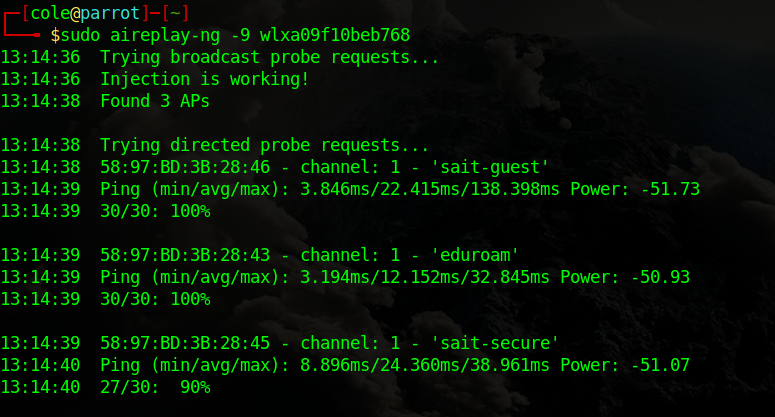 ┌─[cole@parrot]─[~]
└──╼ $sudo aireplay-ng -9 wlxa09f10beb768
13:14:36  Trying broadcast probe requests...
13:14:36  Injection is working!
13:14:38  Found 3 APs

13:14:38  Trying directed probe requests...
13:14:38  58:97:BD:3B:28:46 - channel: 1 - 'sait-guest'
13:14:39  Ping (min/avg/max): 3.846ms/22.415ms/138.398ms Power: -51.73
13:14:39  30/30: 100%

13:14:39  58:97:BD:3B:28:43 - channel: 1 - 'eduroam'
13:14:39  Ping (min/avg/max): 3.194ms/12.152ms/32.845ms Power: -50.93
13:14:39  30/30: 100%

13:14:39  58:97:BD:3B:28:45 - channel: 1 - 'sait-secure'
13:14:40  Ping (min/avg/max): 8.896ms/24.360ms/38.961ms Power: -51.07
13:14:40  27/30:  90%